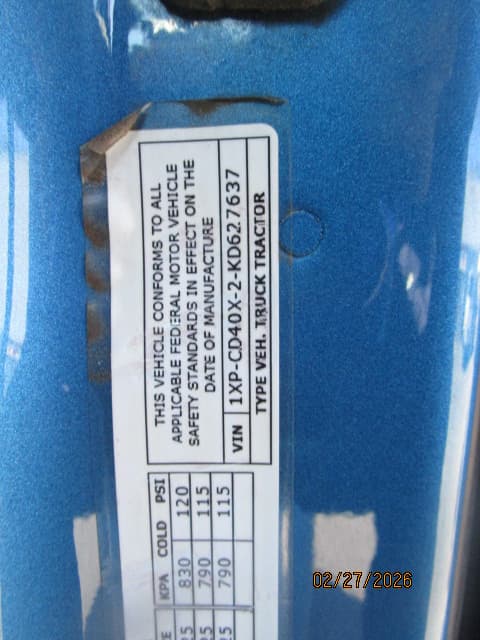 THIS VEHICLE CONFORMS TO ALL
APPLICABLE FEDERAL MOTOR VEHICLE
SAFETY STANDARDS IN EFFECT ON THE
DATE OF MANUFACTURE
VIN 1XP-CD40X-2-KD627637
TYPE VEH. TRUCK TRACTOR
KPA COLD PSI
830 120
790 115
790 115
02/27/2026